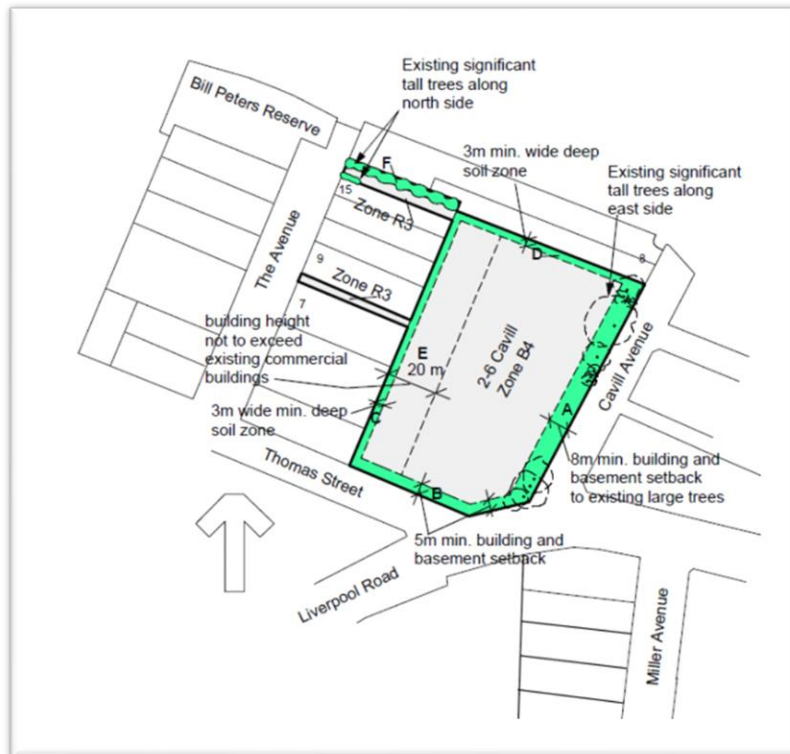 Existing significant
tall trees along
north side
Bill Peters Reserve
F
3m min. wide deep
soil zone
Existing significant
tall trees along
east side
15
Zone R3
D
8
The Avenue
9
Zone R3
7
building height
not to exceed
existing commercial
buildings
E
20 m
2-6 Cavill
Zone B4
Cavill Avenue
3m wide min. deep
soil zone
C
A
8m min. building and
basement setback
to existing large trees
Thomas Street
B
5m min. building and
basement setback
Liverpool Road
Miller Avenue